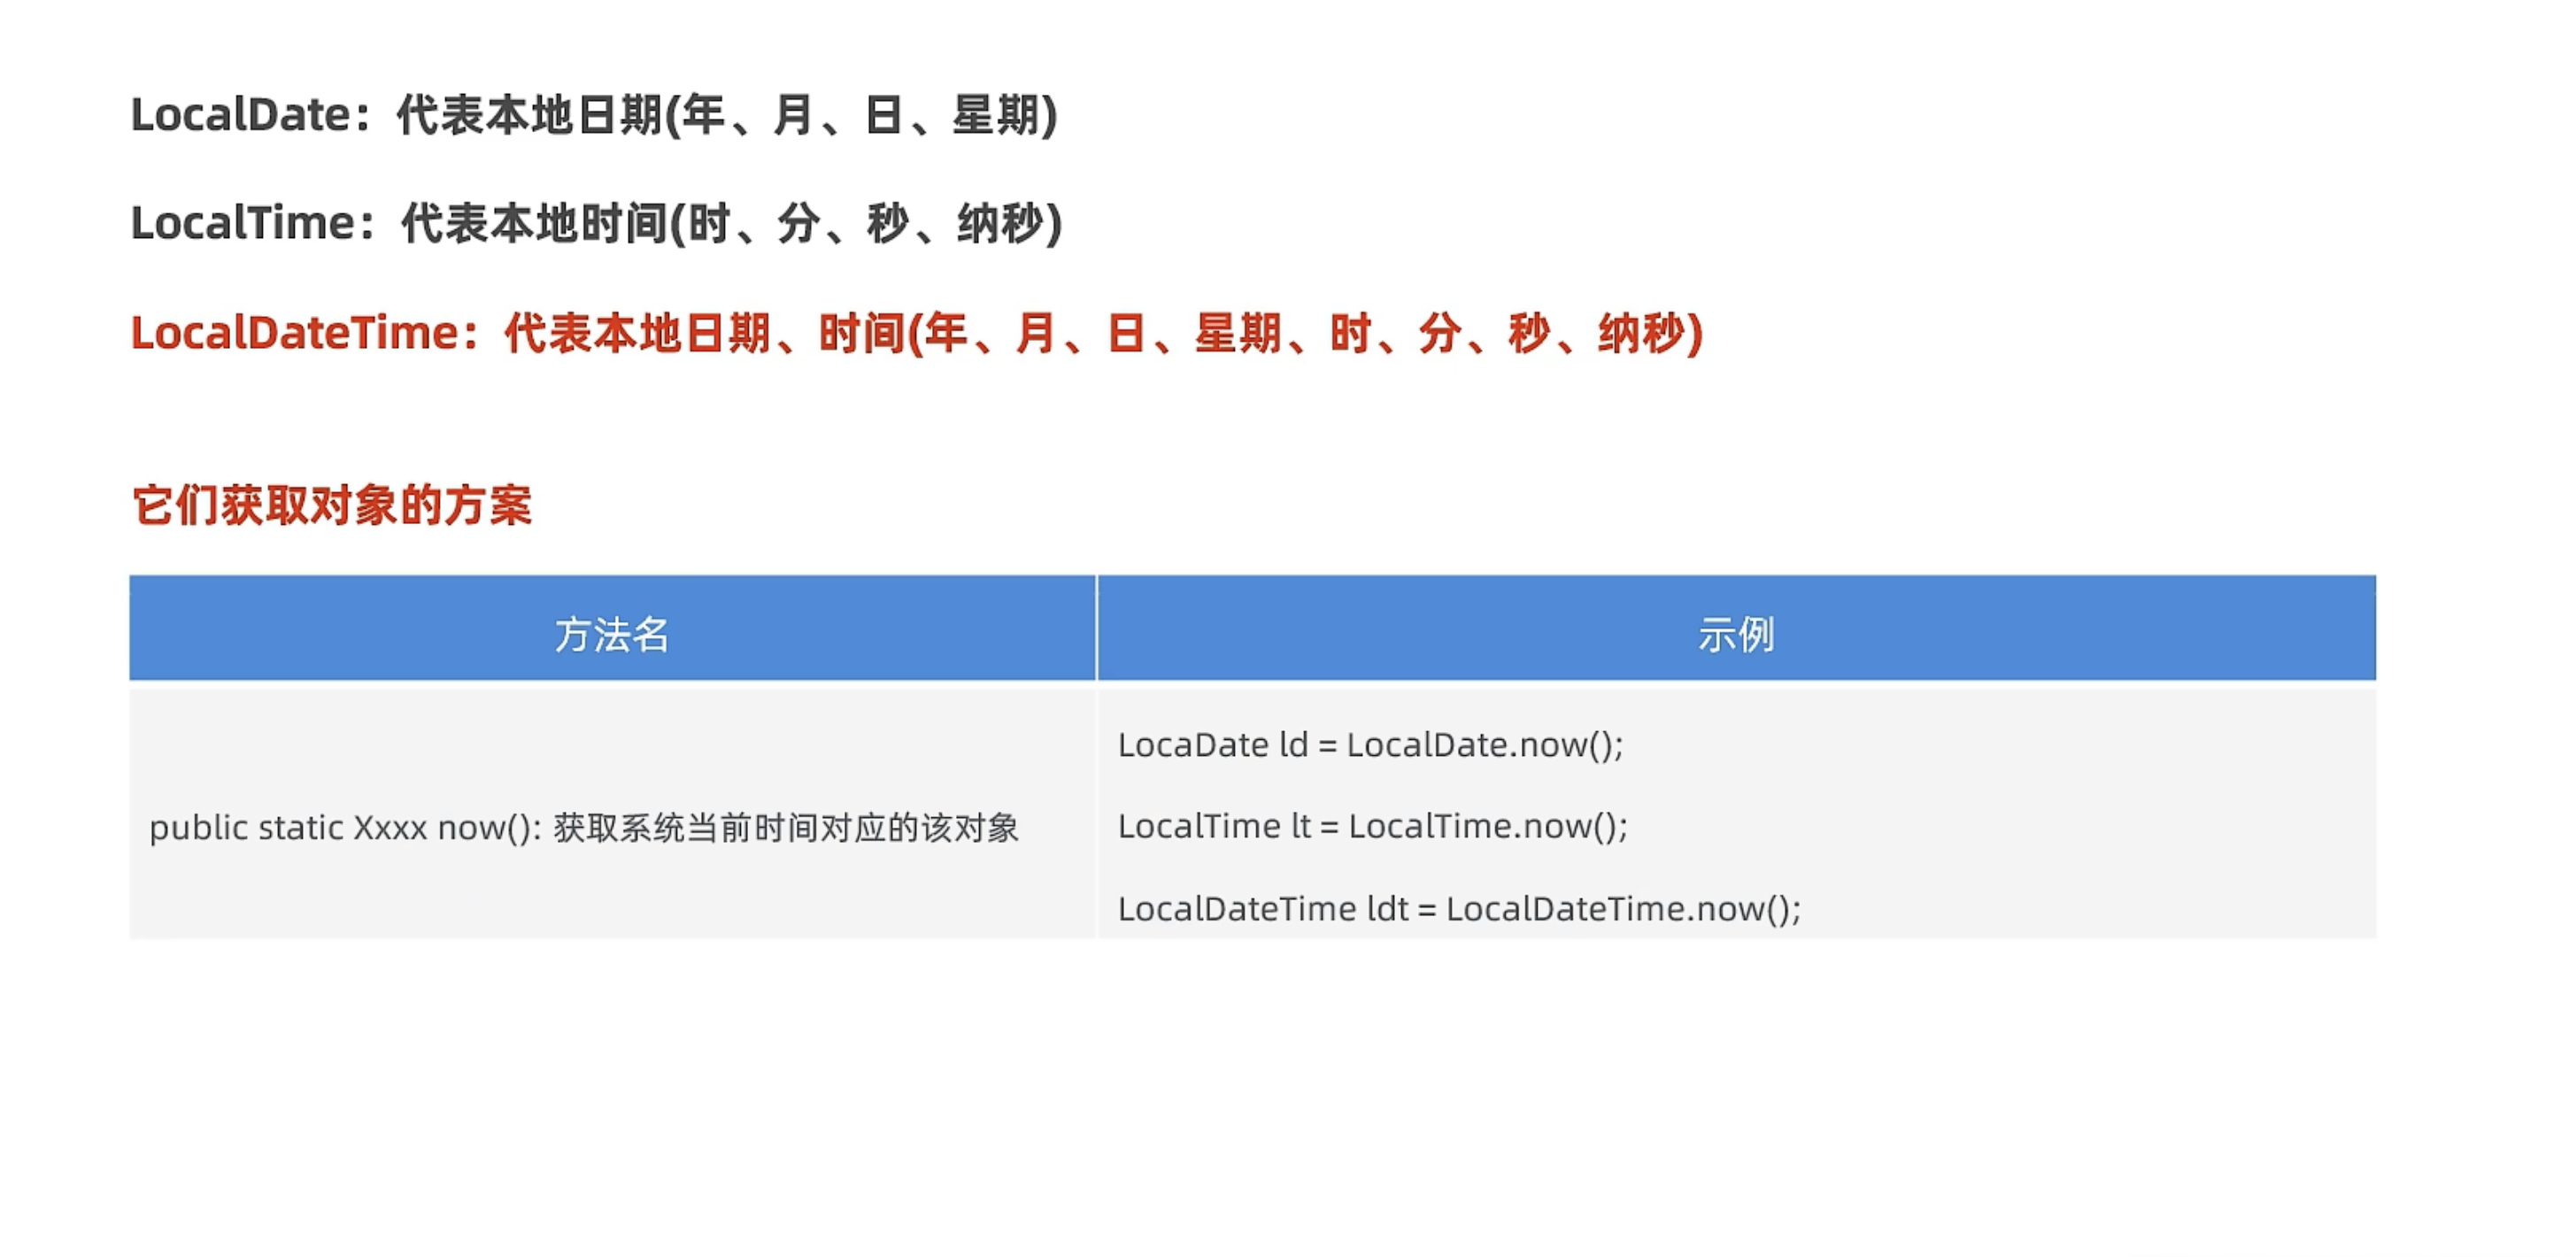 LocalDate：代表本地日期(年、月、日、星期)
LocalTime：代表本地时间(时、分、秒、纳秒)
LocalDateTime：代表本地日期、时间(年、月、日、星期、时、分、秒、纳秒)
它们获取对象的方案
方法名
示例
public static Xxxx now(): 获取系统当前时间对应的该对象
LocaDate ld = LocalDate.now();
LocalTime lt = LocalTime.now();
LocalDateTime ldt = LocalDateTime.now();